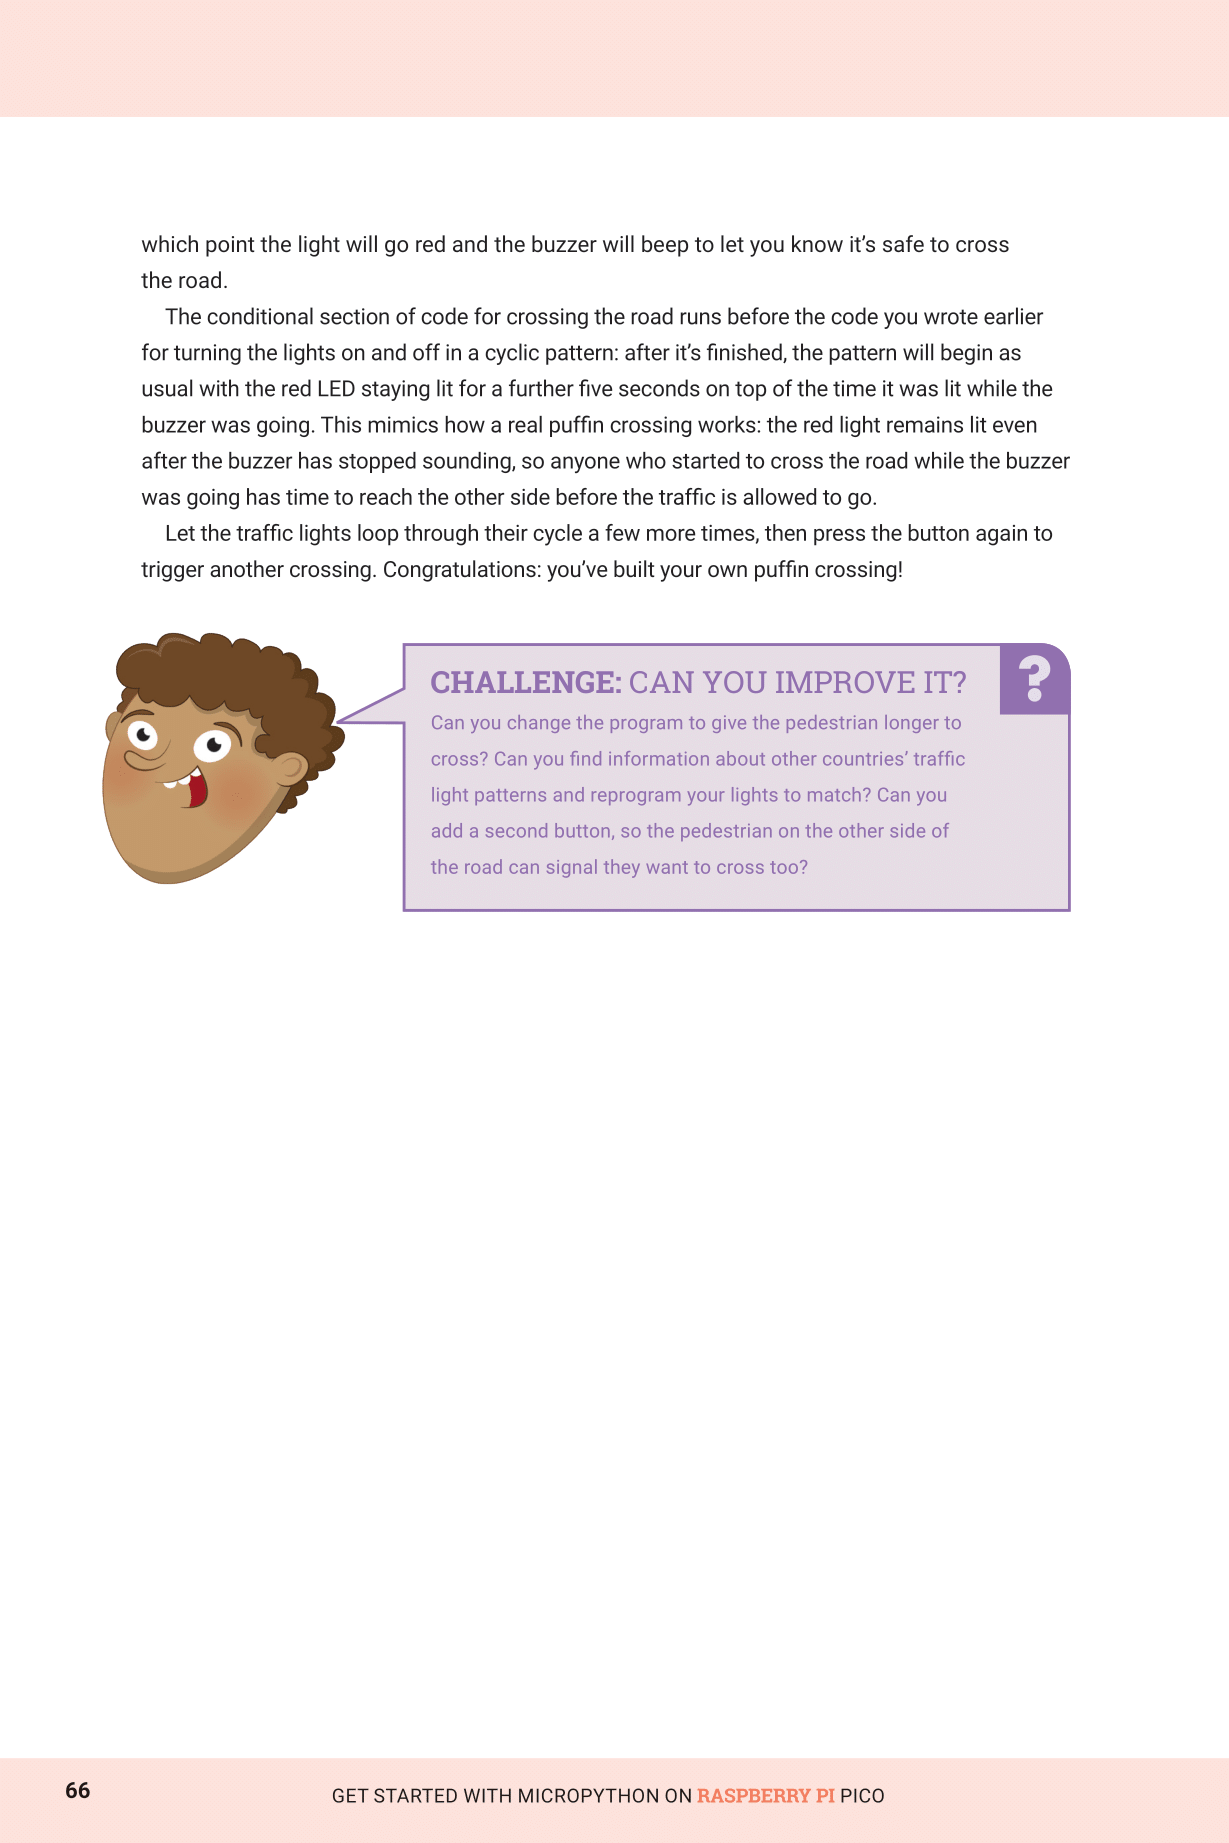 which point the light will go red and the buzzer will beep to let you know it’s safe to cross
the road.
The conditional section of code for crossing the road runs before the code you wrote earlier
for turning the lights on and off in a cyclic pattern: after it’s finished, the pattern will begin as
usual with the red LED staying lit for a further five seconds on top of the time it was lit while the
buzzer was going. This mimics how a real puffin crossing works: the red light remains lit even
after the buzzer has stopped sounding, so anyone who started to cross the road while the buzzer
was going has time to reach the other side before the traffic is allowed to go.
Let the traffic lights loop through their cycle a few more times, then press the button again to
trigger another crossing. Congratulations: you’ve built your own puffin crossing!
CHALLENGE: CAN YOU IMPROVE IT?
?
Can you change the program to give the pedestrian longer to
cross? Can you find information about other countries’ traffic
light patterns and reprogram your lights to match? Can you
add a second button, so the pedestrian on the other side of
the road can signal they want to cross too?
66
GET STARTED WITH MICROPYTHON ON RASPBERRY PI PICO